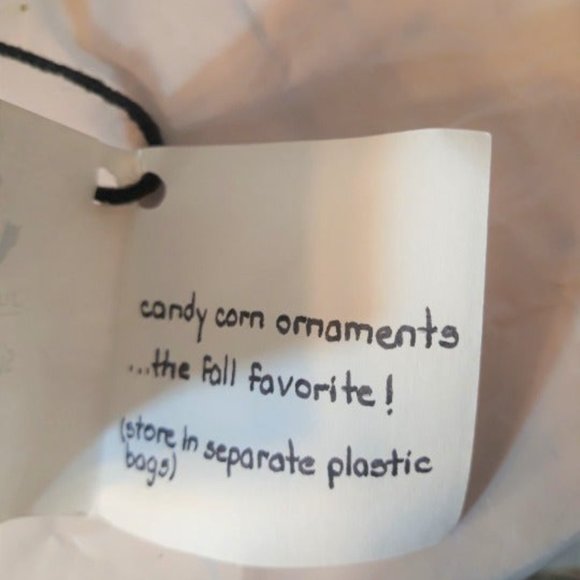 candy corn ornaments
...the Fall favorite!
(store in separate plastic
bags)